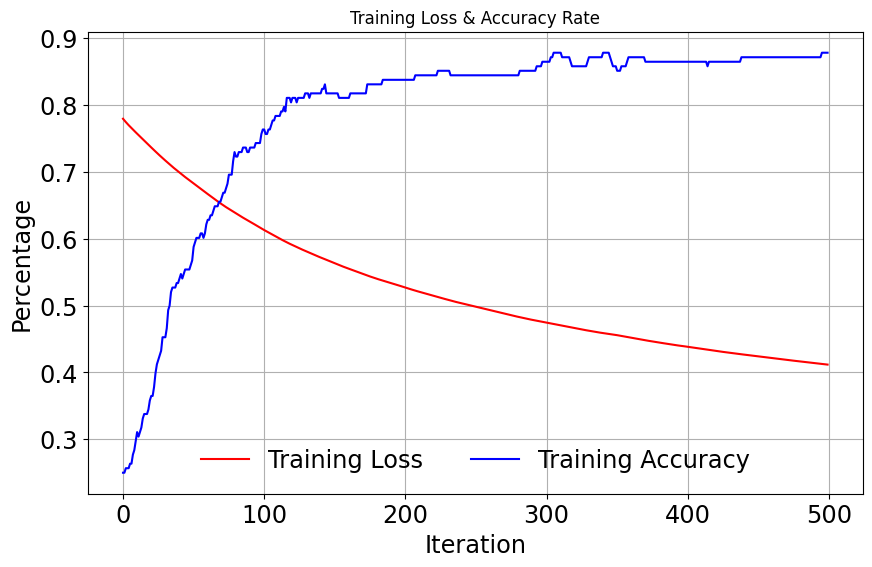 Training Loss & Accuracy Rate
Percentage
0.9
0.8
0.7
0.6
0.5
0.4
0.3
Training Loss
Training Accuracy
0 100 200 300 400 500
Iteration